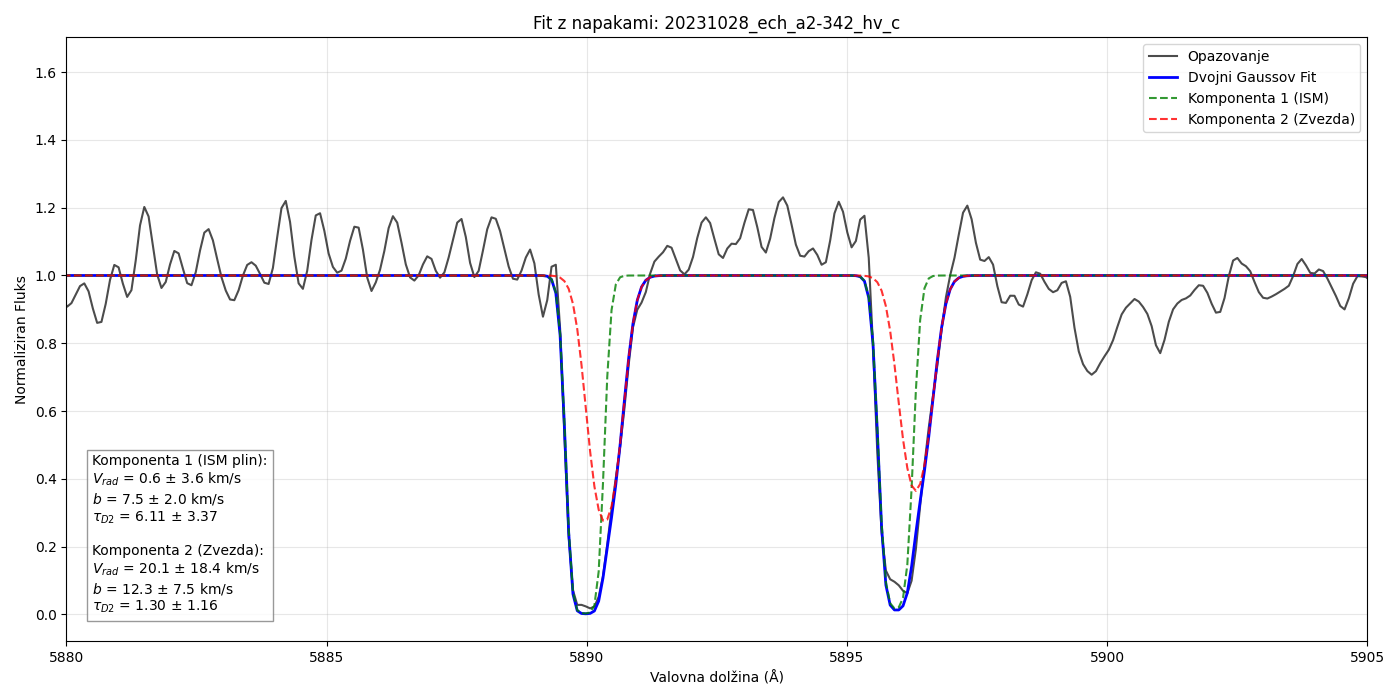 Fit z napakami: 20231028_ech_a2-342_hv_c
Normaliziran Fluks
1.6
1.4
1.2
1.0
0.8
0.6
0.4
0.2
0.0
Opazovanje
Dvojni Gaussov Fit
Komponenta 1 (ISM)
Komponenta 2 (Zvezda)
Komponenta 1 (ISM plin):
V_rad = 0.6 ± 3.6 km/s
b = 7.5 ± 2.0 km/s
τ_D2 = 6.11 ± 3.37
Komponenta 2 (Zvezda):
V_rad = 20.1 ± 18.4 km/s
b = 12.3 ± 7.5 km/s
τ_D2 = 1.30 ± 1.16
5880 5885 5890 5895 5900 5905
Valovna dolžina (Å)